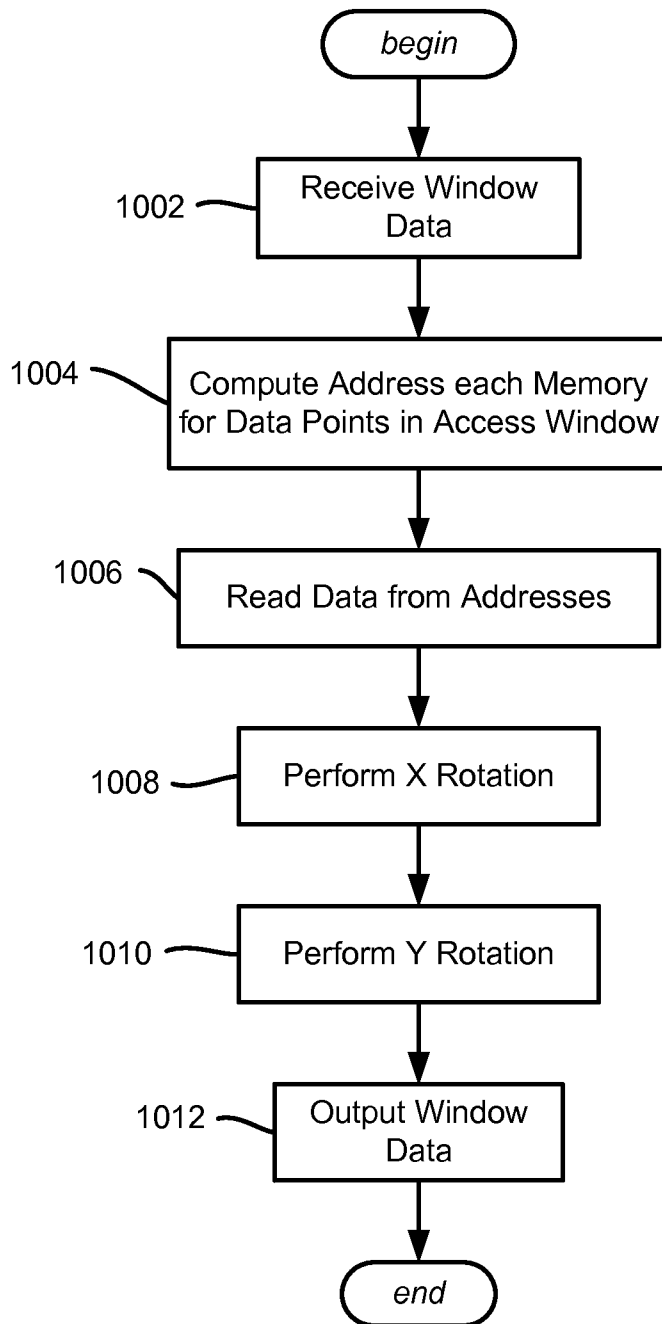 begin
1002
Receive Window
Data
1004
Compute Address each Memory
for Data Points in Access Window
1006
Read Data from Addresses
1008
Perform X Rotation
1010
Perform Y Rotation
1012
Output Window
Data
end